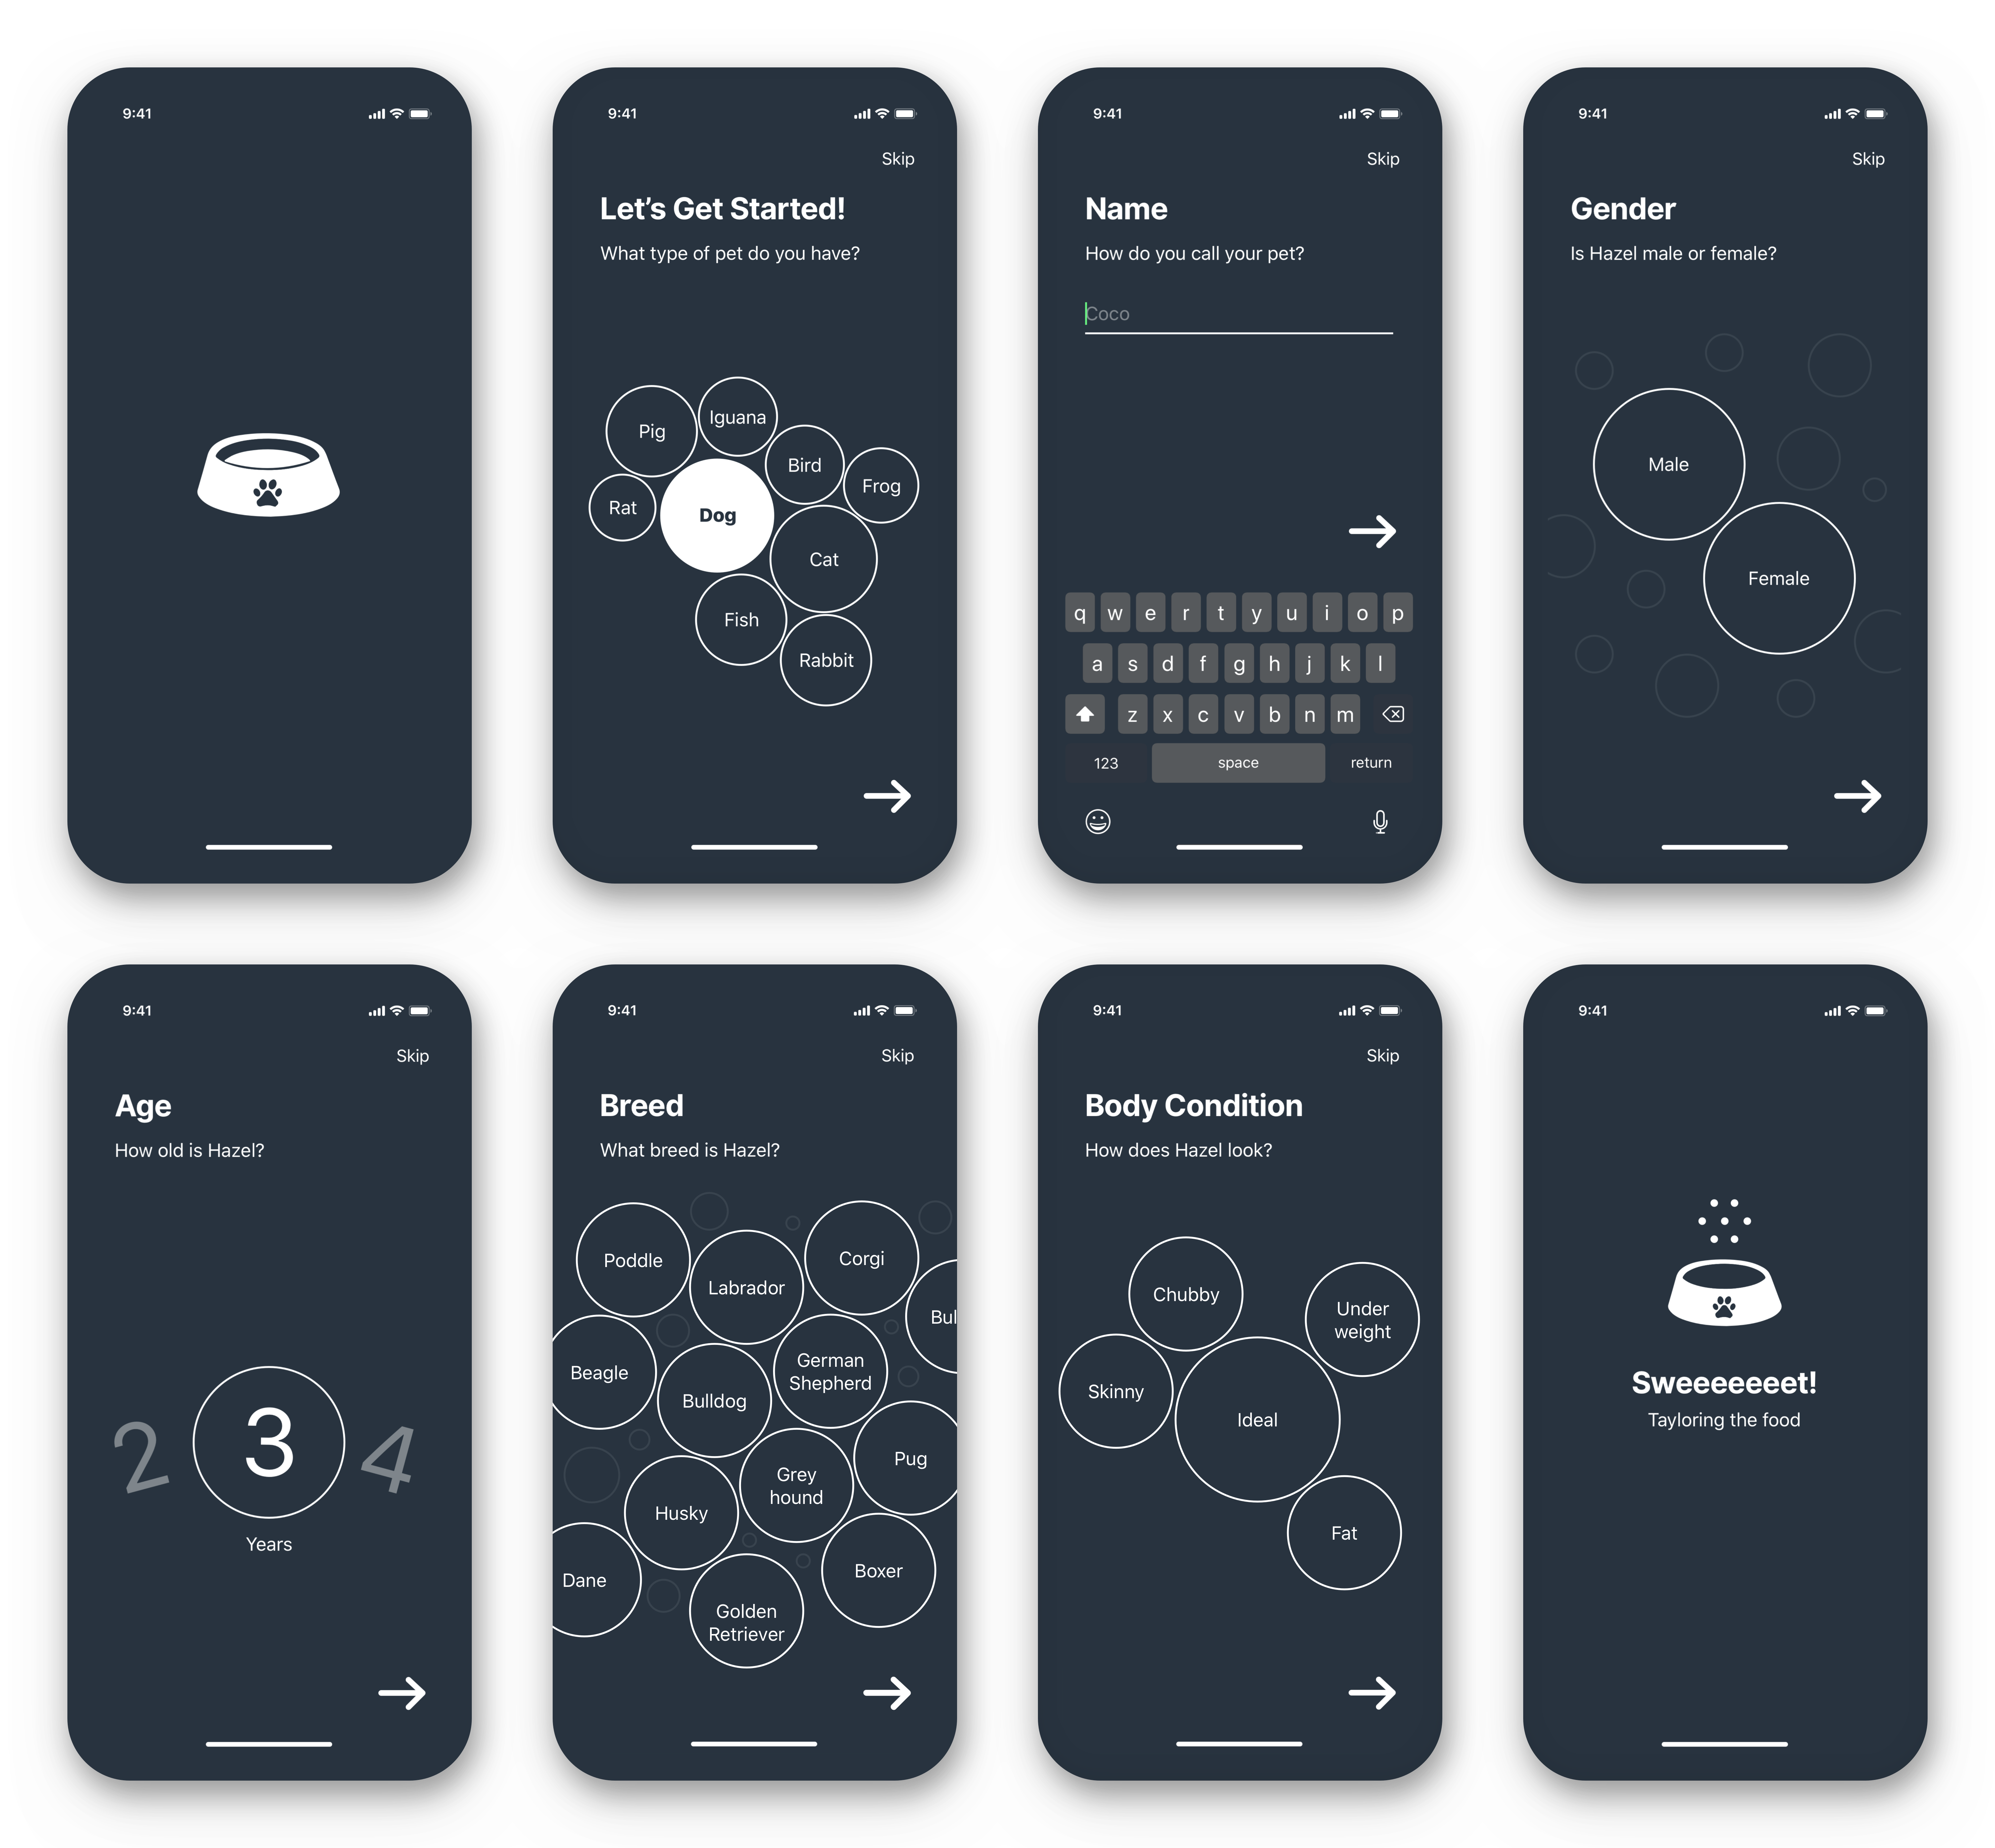 9:41
9:41
Skip
Let's Get Started!
What type of pet do you have?
Pig
Iguana
Bird
Frog
Rat
Dog
Cat
Fish
Rabbit
9:41
Skip
Name
How do you call your pet?
Coco
q w e r t y u i o p
a s d f g h j k l
z x c v b n m
123 space return
9:41
Skip
Gender
Is Hazel male or female?
Male
Female
9:41
Skip
Age
How old is Hazel?
2 3 4
Years
9:41
Skip
Breed
What breed is Hazel?
Poddle
Labrador
Corgi
Bul
Beagle
Bulldog
German
Shepherd
Pug
Husky
Grey
hound
Dane
Boxer
Golden
Retriever
9:41
Skip
Body Condition
How does Hazel look?
Chubby
Under
weight
Skinny
Ideal
Fat
9:41
Sweeeeeeet!
Tayloring the food